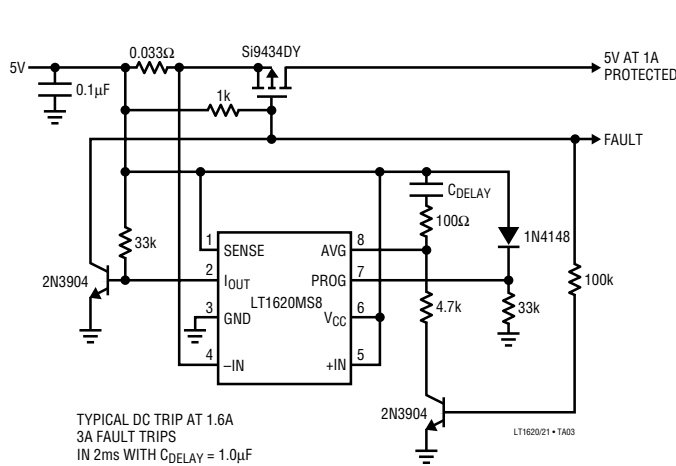 0.033Ω
Si9434DY
5V
5V AT 1A
PROTECTED
0.1µF
1k
FAULT
C_DELAY
100Ω
1N4148
33k
1
SENSE
AVG
8
2N3904
2
I_OUT
PROG
7
100k
LT1620MS8
3
GND
V_CC
6
4.7k
33k
4
–IN
+IN
5
2N3904
TYPICAL DC TRIP AT 1.6A
3A FAULT TRIPS
IN 2ms WITH C_DELAY = 1.0µF
LT1620/21 • TA03